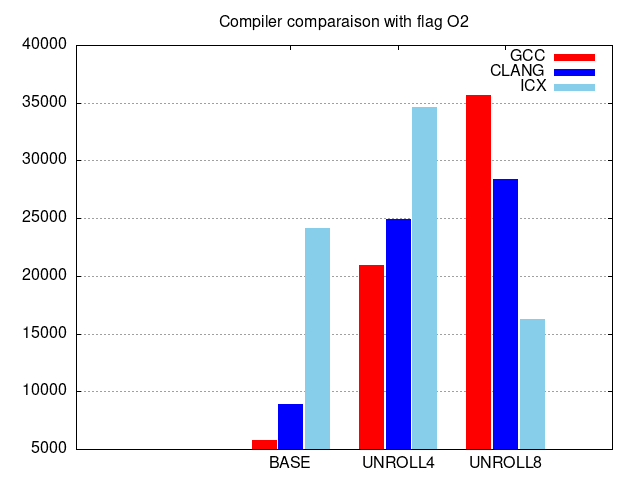 Compiler comparaison with flag O2
40000
35000
30000
25000
20000
15000
10000
5000
GCC
CLANG
ICX
BASE UNROLL4 UNROLL8